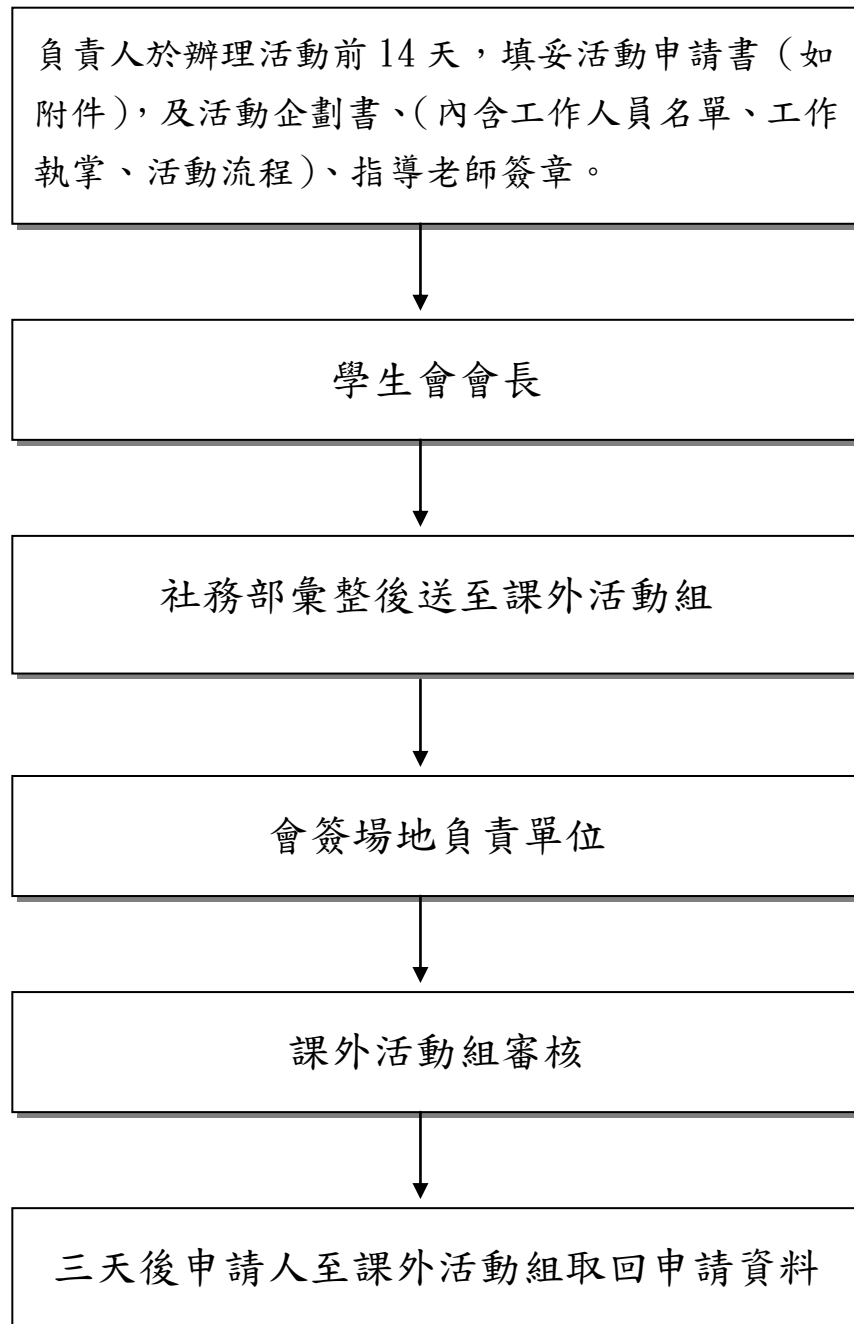 負責人於辦理活動前 14 天，填妥活動申請書（如
附件），及活動企劃書、（內含工作人員名單、工作
執掌、活動流程）、指導老師簽章。
學生會會長
社務部彙整後送至課外活動組
會簽場地負責單位
課外活動組審核
三天後申請人至課外活動組取回申請資料